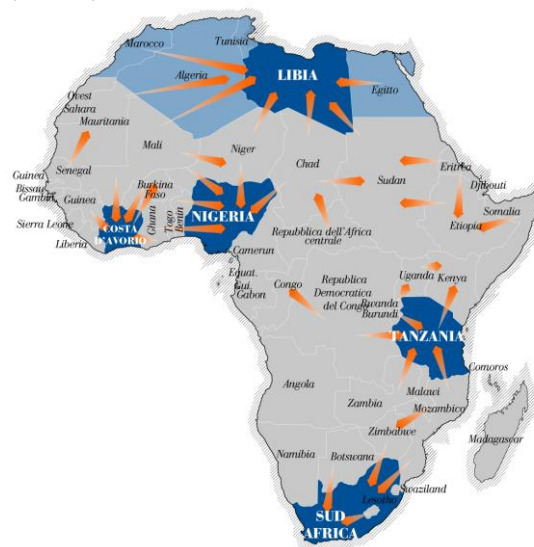 Marocco
Tunisia
Algeria
LIBIA
Egitto
Ovest
Sahara
Mauritania
Mali
Niger
Chad
Sudan
Eritrea
Djibouti
Senegal
Guinea
Bissau
Gambia
Guinea
Burkina
Faso
Sierra Leone
Liberia
COSTA
D'AVORIO
Ghana
Togo
Benin
NIGERIA
Repubblica dell'Africa
centrale
Etiopia
Somalia
Camerun
Equat.
Gui.
Gabon
Congo
Republica
Democratica
del Congo
Uganda
Kenya
Rwanda
Burundi
TANZANIA
Comoros
Angola
Zambia
Malawi
Mozambico
Zimbabwe
Madagascar
Namibia
Botswana
Swaziland
Lesotho
SUD
AFRICA